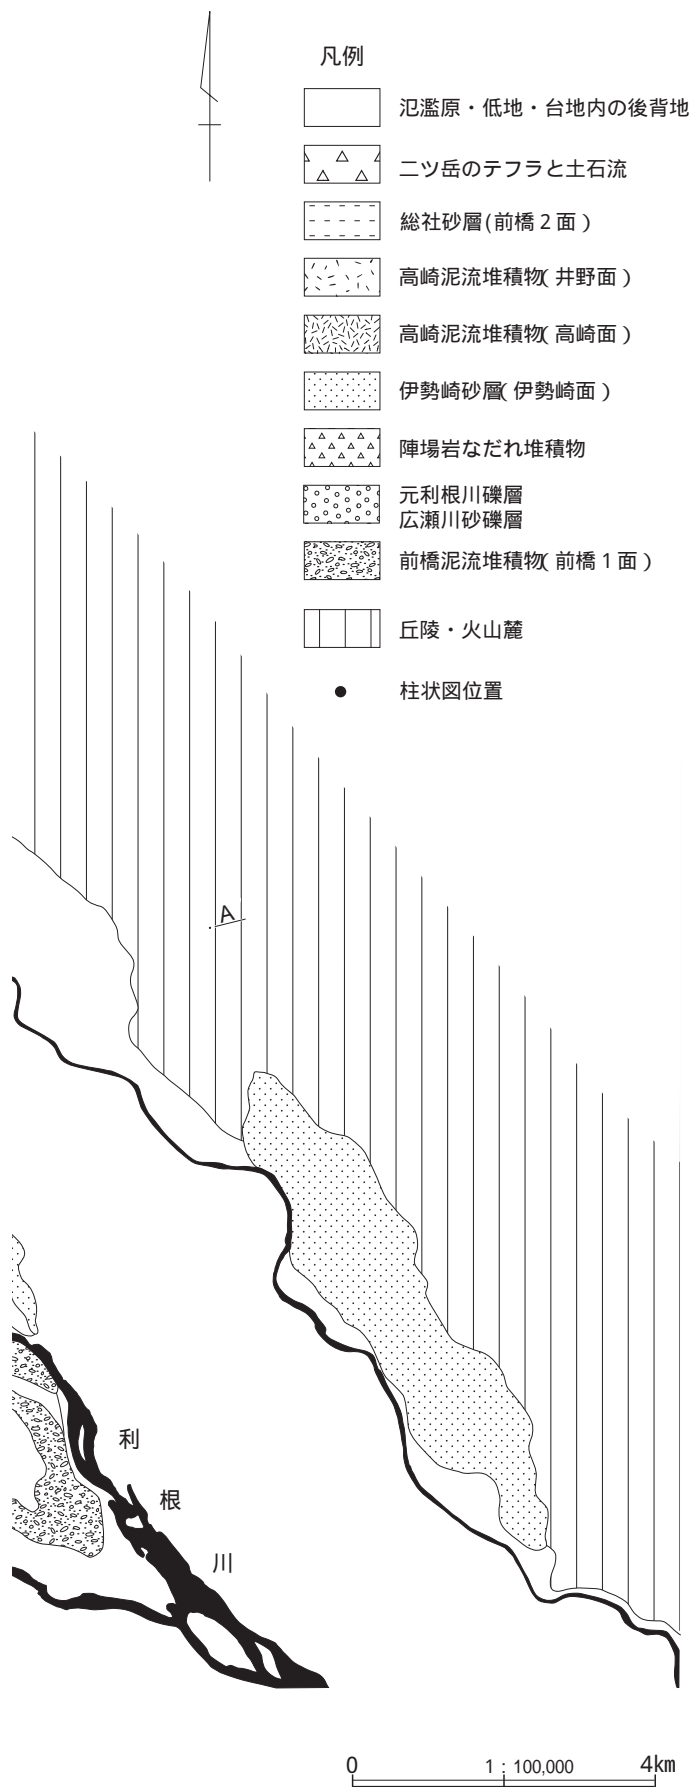 凡例
氾濫原・低地・台地内の後背地
二ツ岳のテフラと土石流
総社砂層(前橋2面)
高崎泥流堆積物(井野面)
高崎泥流堆積物(高崎面)
伊勢崎砂層(伊勢崎面)
陣場岩なだれ堆積物
元利根川礫層
広瀬川砂礫層
前橋泥流堆積物(前橋1面)
丘陵・火山麓
柱状図位置
A
利
根
川
0 1:100,000 4km